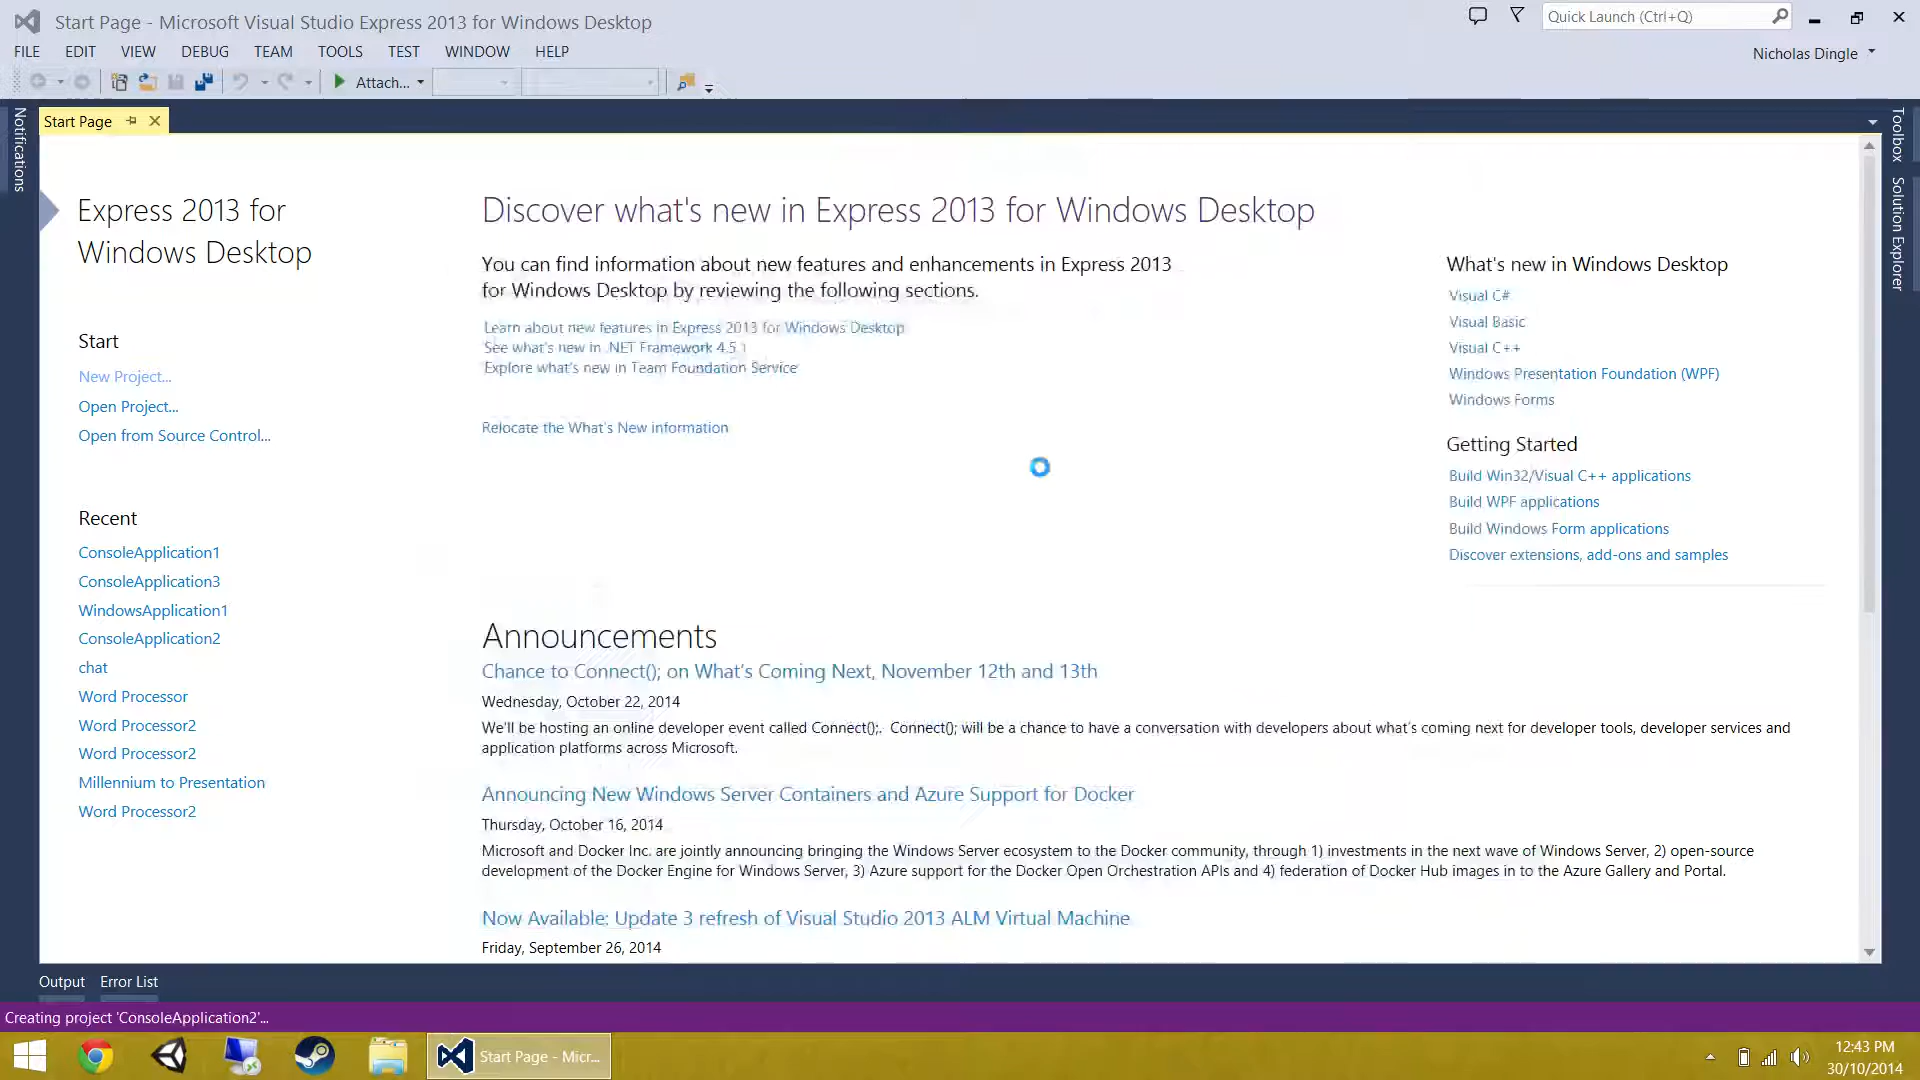 Start Page - Microsoft Visual Studio Express 2013 for Windows Desktop
Quick Launch (Ctrl+Q)
FILE EDIT VIEW DEBUG TEAM TOOLS TEST WINDOW HELP
Nicholas Dingle
Attach...
Notifications
Start Page
Toolbox
Solution Explorer
Express 2013 for
Windows Desktop
Start
New Project...
Open Project...
Open from Source Control...
Recent
ConsoleApplication1
ConsoleApplication3
WindowsApplication1
ConsoleApplication2
chat
Word Processor
Word Processor2
Word Processor2
Millennium to Presentation
Word Processor2
Discover what's new in Express 2013 for Windows Desktop
You can find information about new features and enhancements in Express 2013
for Windows Desktop by reviewing the following sections.
Learn about new features in Express 2013 for Windows Desktop
See what's new in .NET Framework 4.5.1
Explore what's new in Team Foundation Service
Relocate the What's New information
What's new in Windows Desktop
Visual C#
Visual Basic
Visual C++
Windows Presentation Foundation (WPF)
Windows Forms
Getting Started
Build Win32/Visual C++ applications
Build WPF applications
Build Windows Form applications
Discover extensions, add-ons and samples
Announcements
Chance to Connect(); on What's Coming Next, November 12th and 13th
Wednesday, October 22, 2014
We'll be hosting an online developer event called Connect();. Connect(); will be a chance to have a conversation with developers about what's coming next for developer tools, developer services and
application platforms across Microsoft.
Announcing New Windows Server Containers and Azure Support for Docker
Thursday, October 16, 2014
Microsoft and Docker Inc. are jointly announcing bringing the Windows Server ecosystem to the Docker community, through 1) investments in the next wave of Windows Server, 2) open-source
development of the Docker Engine for Windows Server, 3) Azure support for the Docker Open Orchestration APIs and 4) federation of Docker Hub images in to the Azure Gallery and Portal.
Now Available: Update 3 refresh of Visual Studio 2013 ALM Virtual Machine
Friday, September 26, 2014
Output Error List
Creating project 'ConsoleApplication2'...
Start Page - Micr...
12:43 PM
30/10/2014